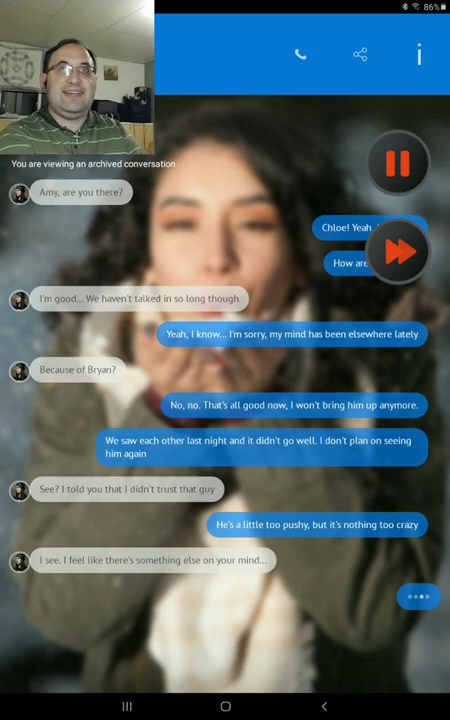 86%
i
You are viewing an archived conversation
Amy, are you there?
Chloe! Yeah,
How are
I'm good... We haven't talked in so long though
Yeah, I know... I'm sorry, my mind has been elsewhere lately
Because of Bryan?
No, no. That's all good now, I won't bring him up anymore.
We saw each other last night and it didn't go well. I don't plan on seeing
him again
See? I told you that I didn't trust that guy
He's a little too pushy, but it's nothing too crazy
I see. I feel like there's something else on your mind...